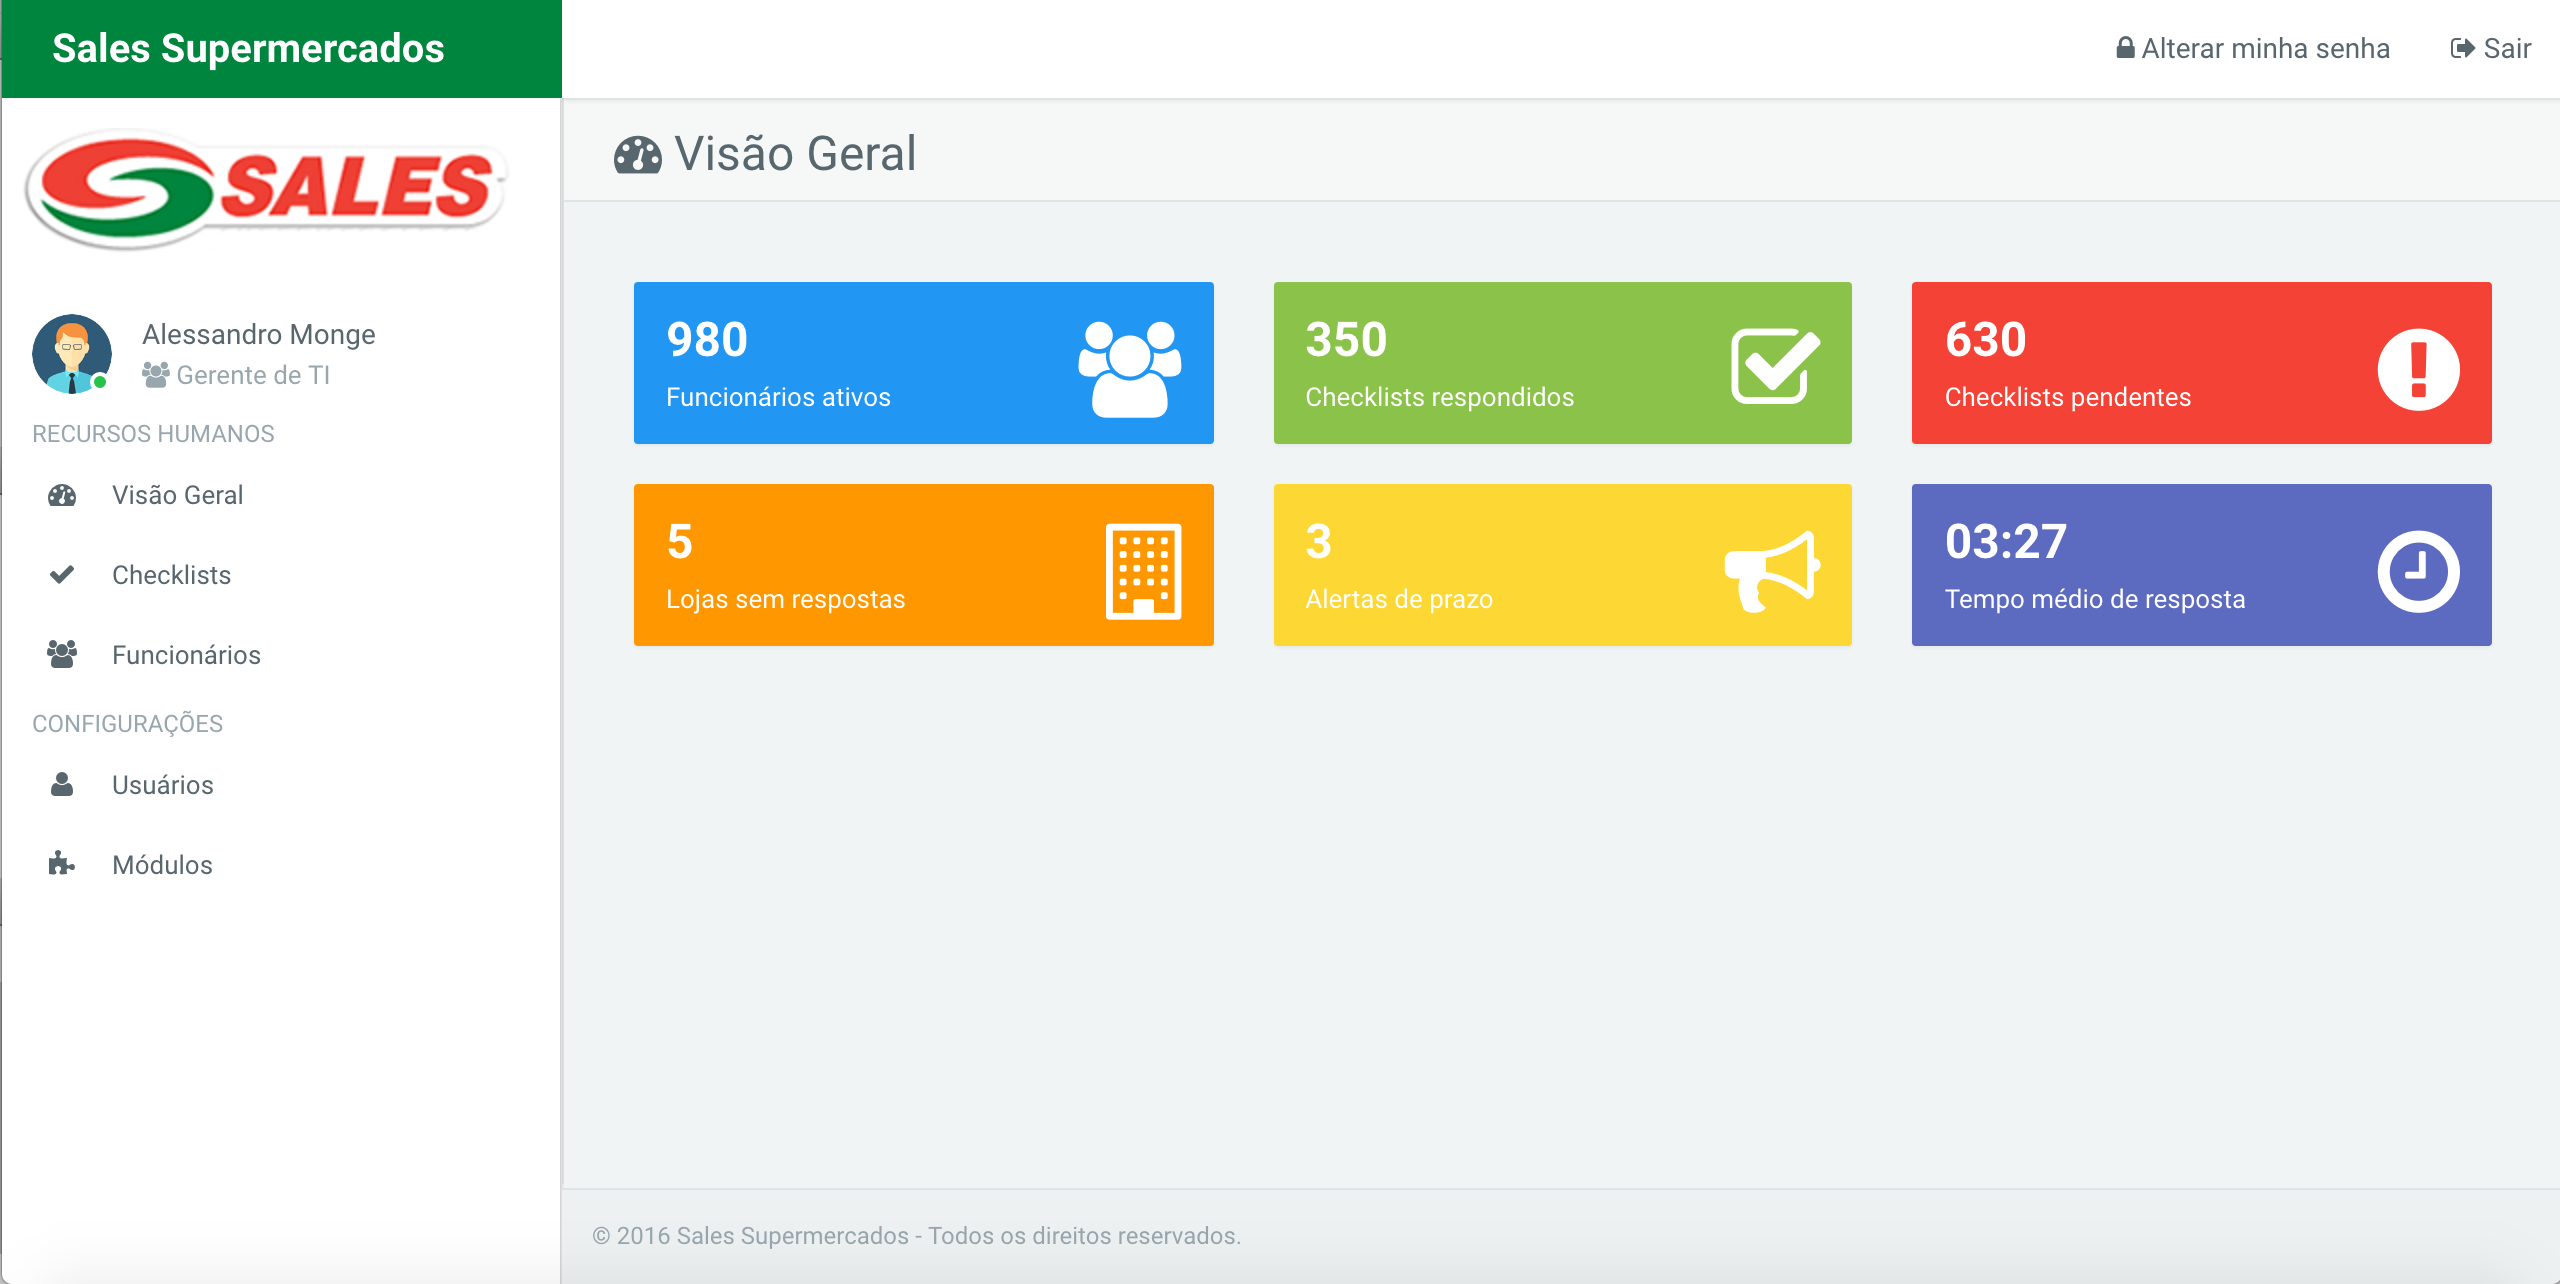 Sales Supermercados
Alterar minha senha
Sair
SALES
Alessandro Monge
Gerente de TI
RECURSOS HUMANOS
Visão Geral
Checklists
Funcionários
CONFIGURAÇÕES
Usuários
Módulos
Visão Geral
980
Funcionários ativos
350
Checklists respondidos
630
Checklists pendentes
5
Lojas sem respostas
3
Alertas de prazo
03:27
Tempo médio de resposta
© 2016 Sales Supermercados - Todos os direitos reservados.